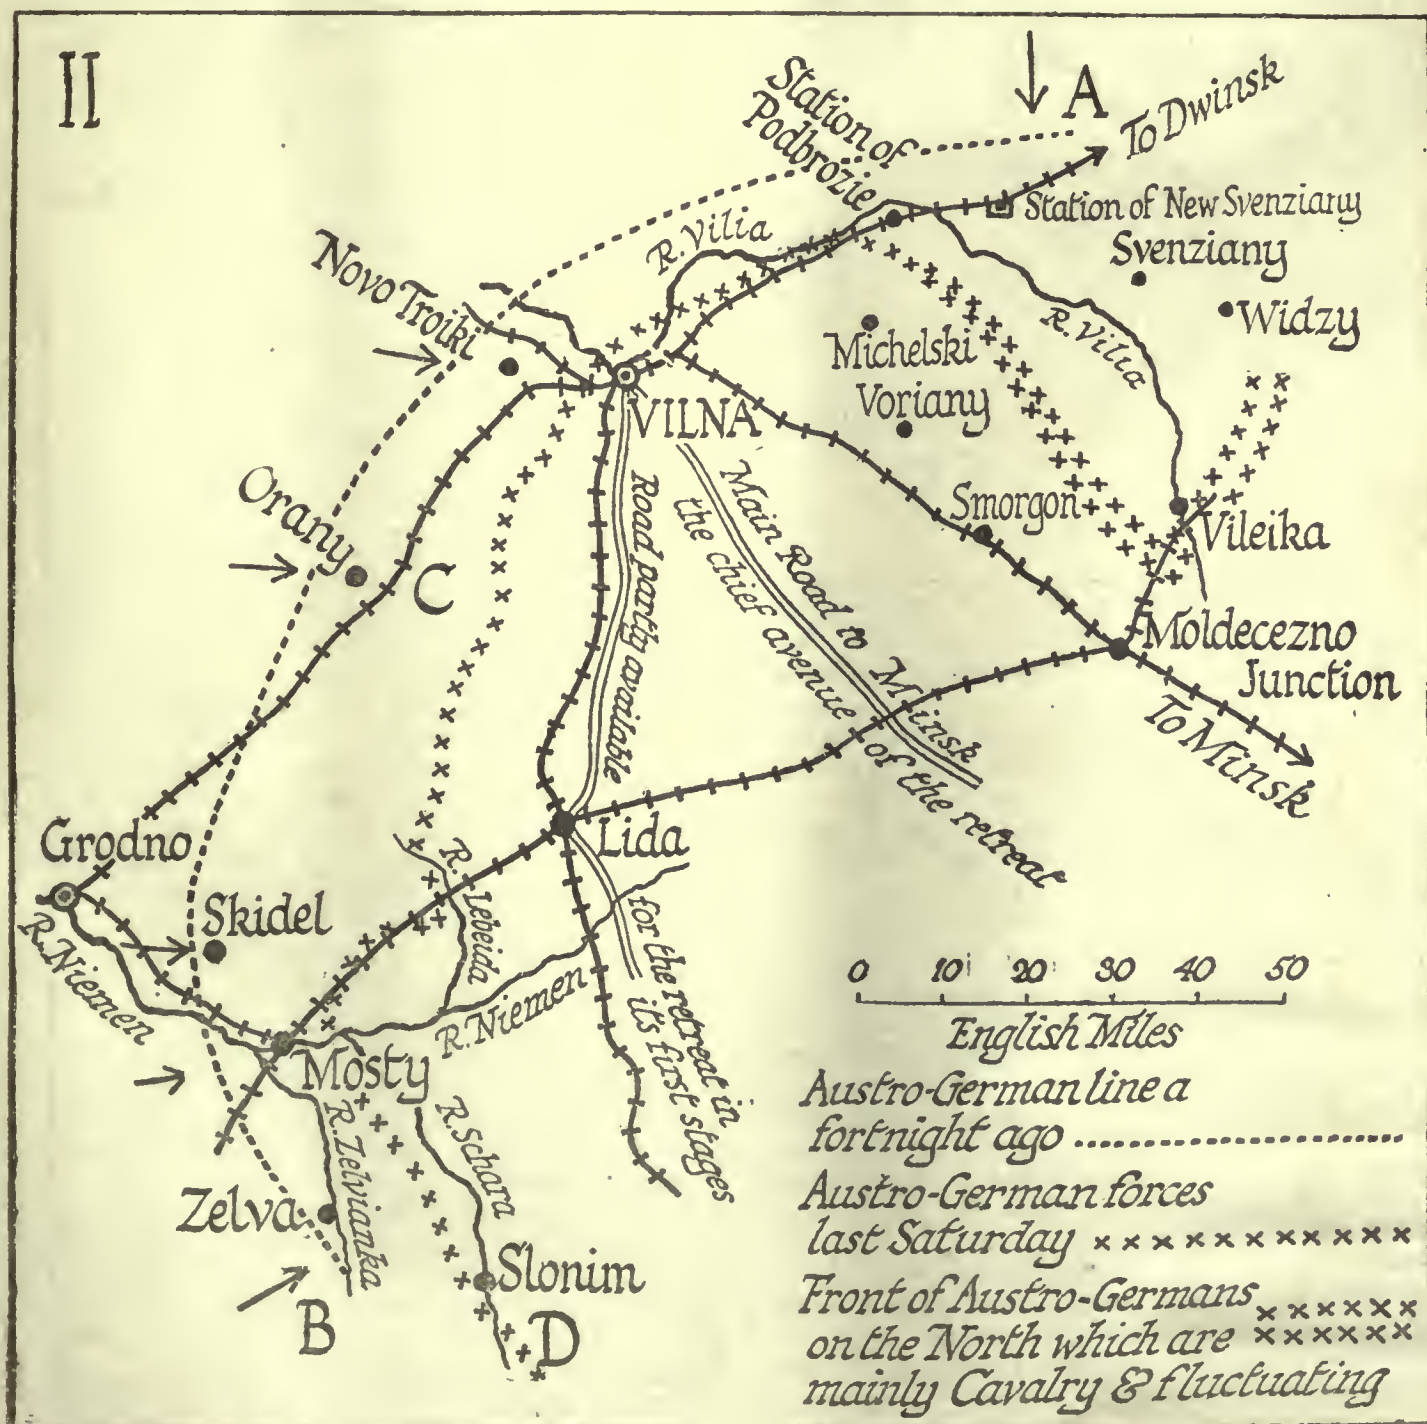 II
A
To Dwinsk
Station of
Podbrozie
Station of New Svenziany
Svenziany
Widzy
R. Vilia
R. Vilia
Novo Troiki
Michelski
Voriany
VILNA
Orany
C
Smorgon
Vileika
Moldecezno
Junction
To Minsk
Road partly available
for the retreat in
it's first stages
Main Road to Minsk
the chief avenue of the retreat
Grodno
Lida
Skidel
R. Lebeida
R. Niemen
R. Niemen
Mosty
R. Zelvianka
R. Schara
Zelva
Slonim
B
D
0 10 20 30 40 50
English Miles
Austro-German line a
fortnight ago
Austro-German forces
last Saturday
Front of Austro-Germans
on the North which are
mainly Cavalry & fluctuating